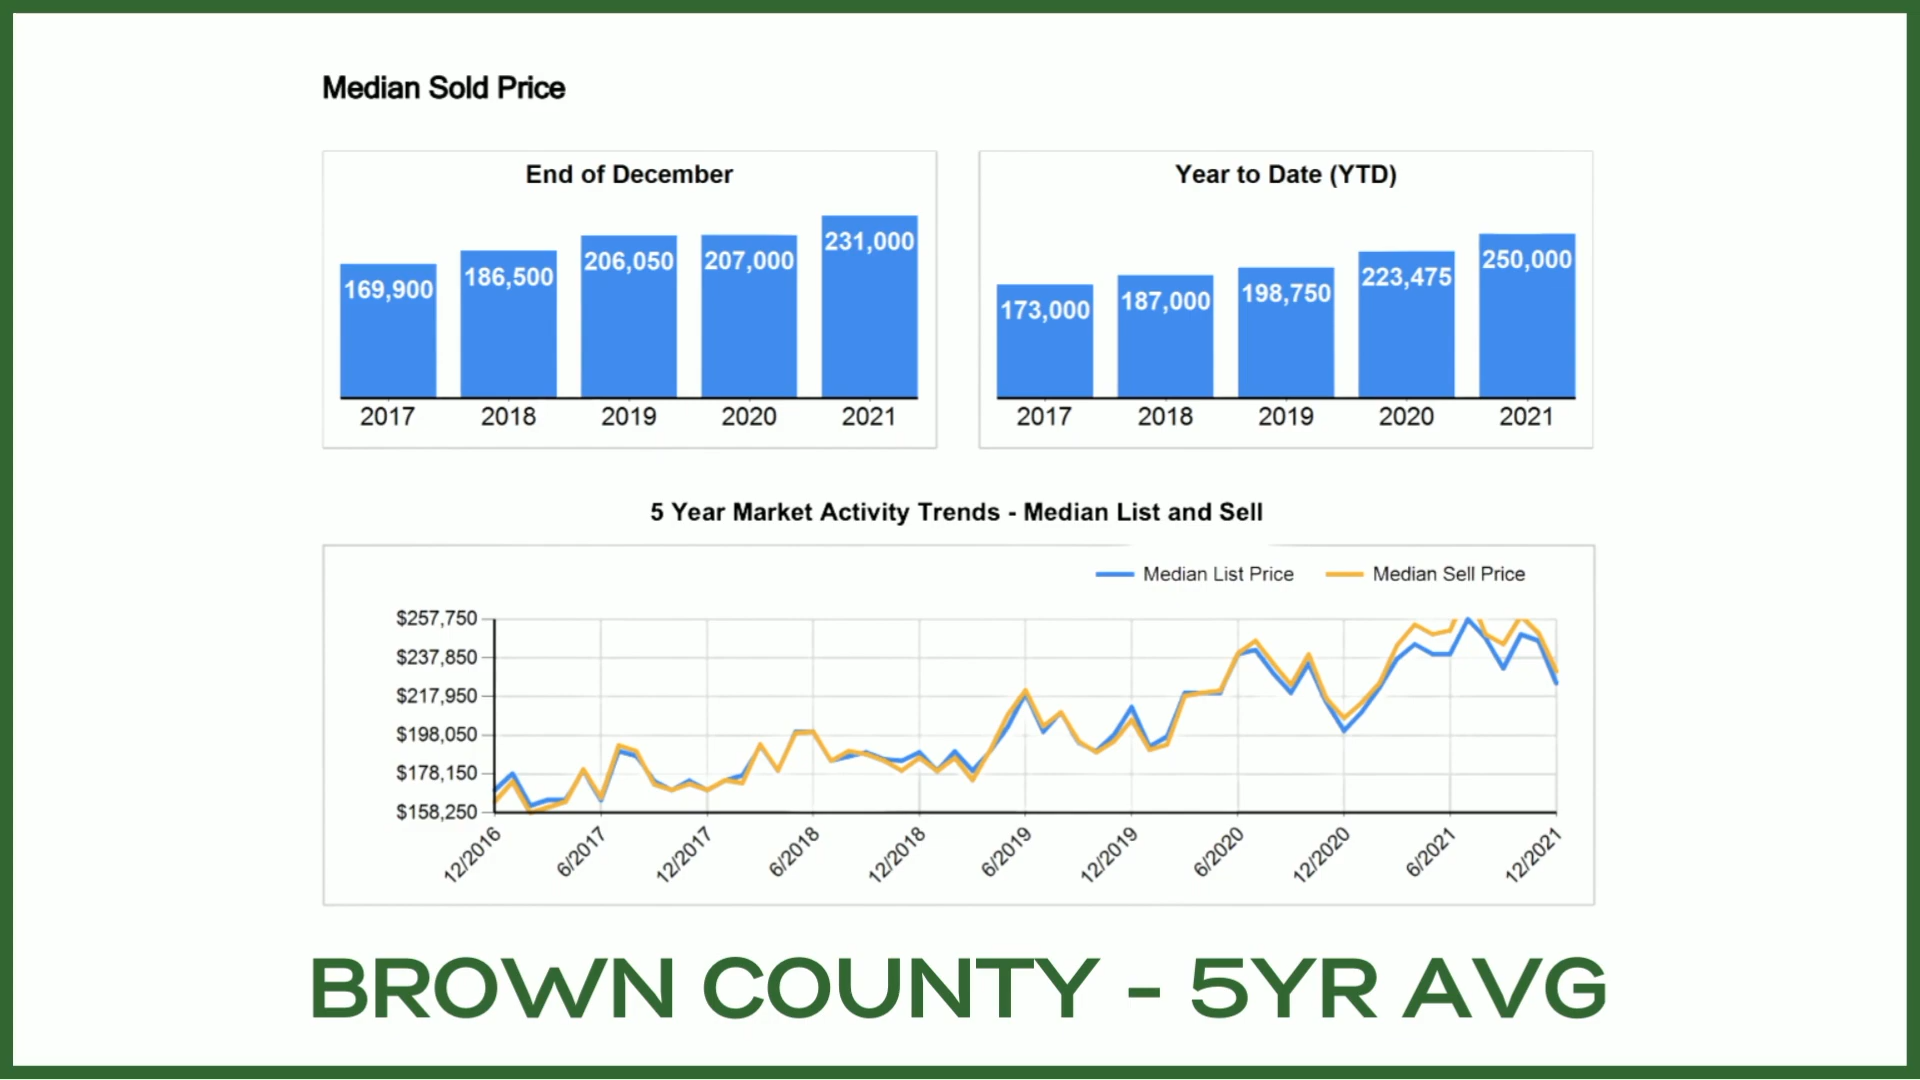 Median Sold Price
End of December
169,900 186,500 206,050 207,000 231,000
2017 2018 2019 2020 2021
Year to Date (YTD)
173,000 187,000 198,750 223,475 250,000
2017 2018 2019 2020 2021
5 Year Market Activity Trends - Median List and Sell
Median List Price Median Sell Price
$257,750
$237,850
$217,950
$198,050
$178,150
$158,250
12/2016 6/2017 12/2017 6/2018 12/2018 6/2019 12/2019 6/2020 12/2020 6/2021 12/2021
BROWN COUNTY - 5YR AVG